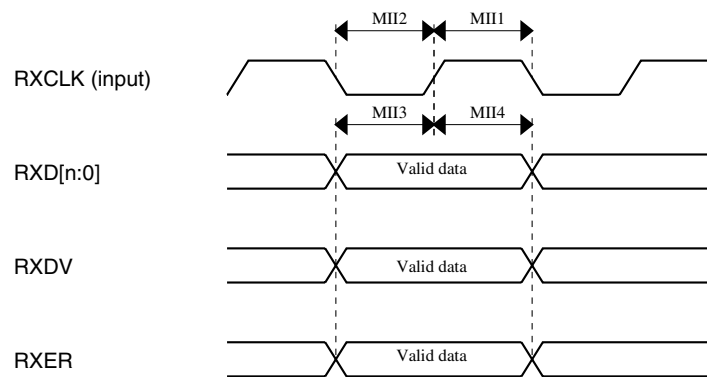 MII2 MII1
RXCLK (input)
MII3 MII4
RXD[n:0] Valid data
RXDV Valid data
RXER Valid data